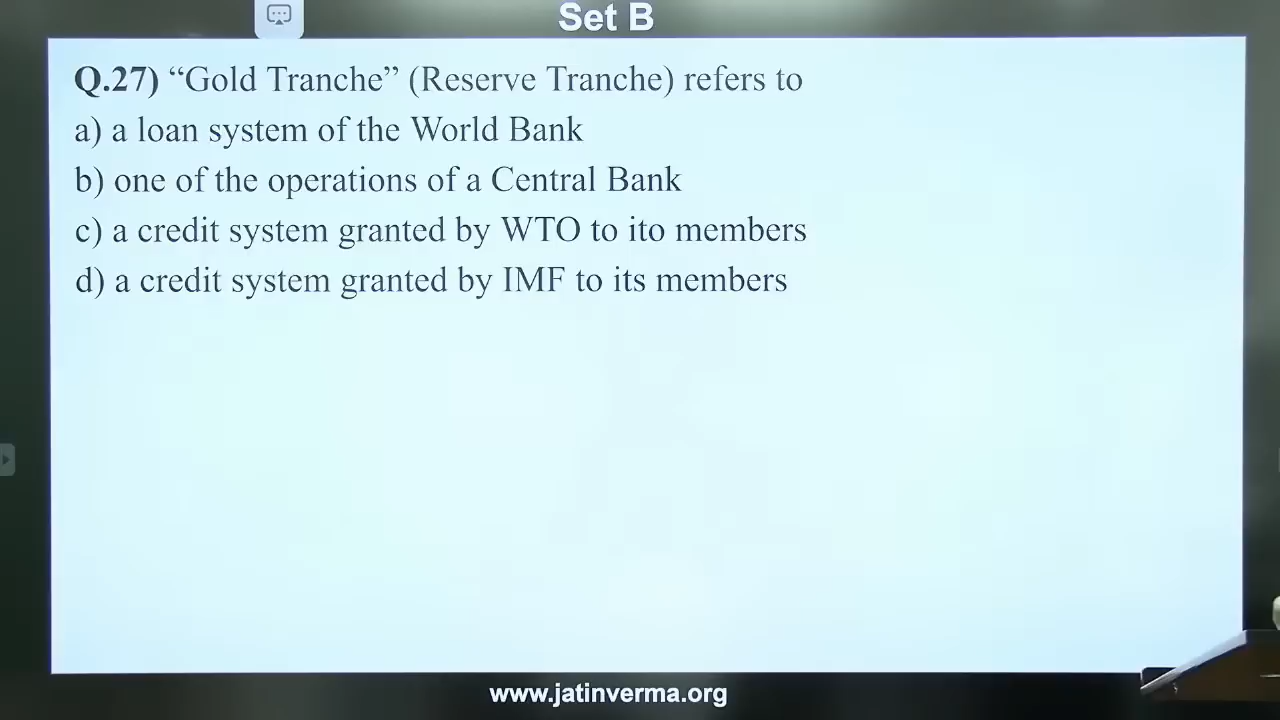 Set B
Q.27) “Gold Tranche” (Reserve Tranche) refers to
a) a loan system of the World Bank
b) one of the operations of a Central Bank
c) a credit system granted by WTO to ito members
d) a credit system granted by IMF to its members
www.jatinverma.org